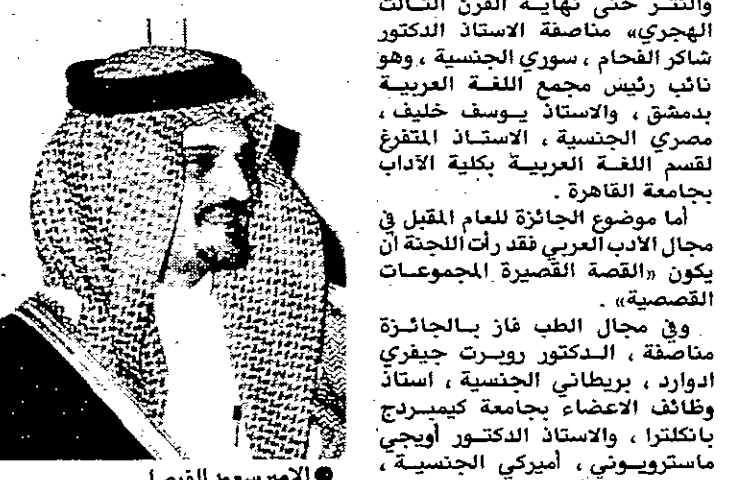 والنثر حتى نهاية القرن الثالث
الهجري» مناصفة الاستاذ الدكتور
شاكر الفحام ، سوري الجنسية ، وهو
نائب رئيس مجمع اللغة العربية
بدمشق ، والاستاذ يوسف خليف ،
مصري الجنسية ، الاستاذ المتفرغ
لقسم اللغة العربية بكلية الآداب
بجامعة القاهرة .
أما موضوع الجائزة للعام المقبل في
مجال الادب العربي فقد رأت اللجنة ان
يكون «القصة القصيرة المجموعات
القصصية» .
وفي مجال الطب فاز بالجائزة
مناصفة ، الدكتور روبرت جيفري
ادوارد ، بريطاني الجنسية ، استاذ
وظائف الاعضاء بجامعة كيمبردج
بانكلترا ، والاستاذ الدكتور أويجي
ماسترويوني ، أميركي الجنسية ،
● الامير سعود الفيصل